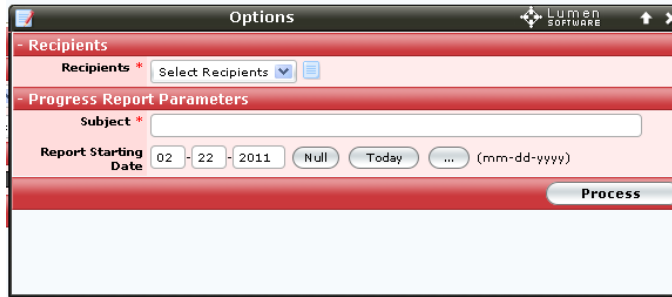 Options
Lumen
SOFTWARE
- Recipients
Recipients * Select Recipients
- Progress Report Parameters
Subject *
Report Starting Date 02 - 22 - 2011 Null Today ... (mm-dd-yyyy)
Process